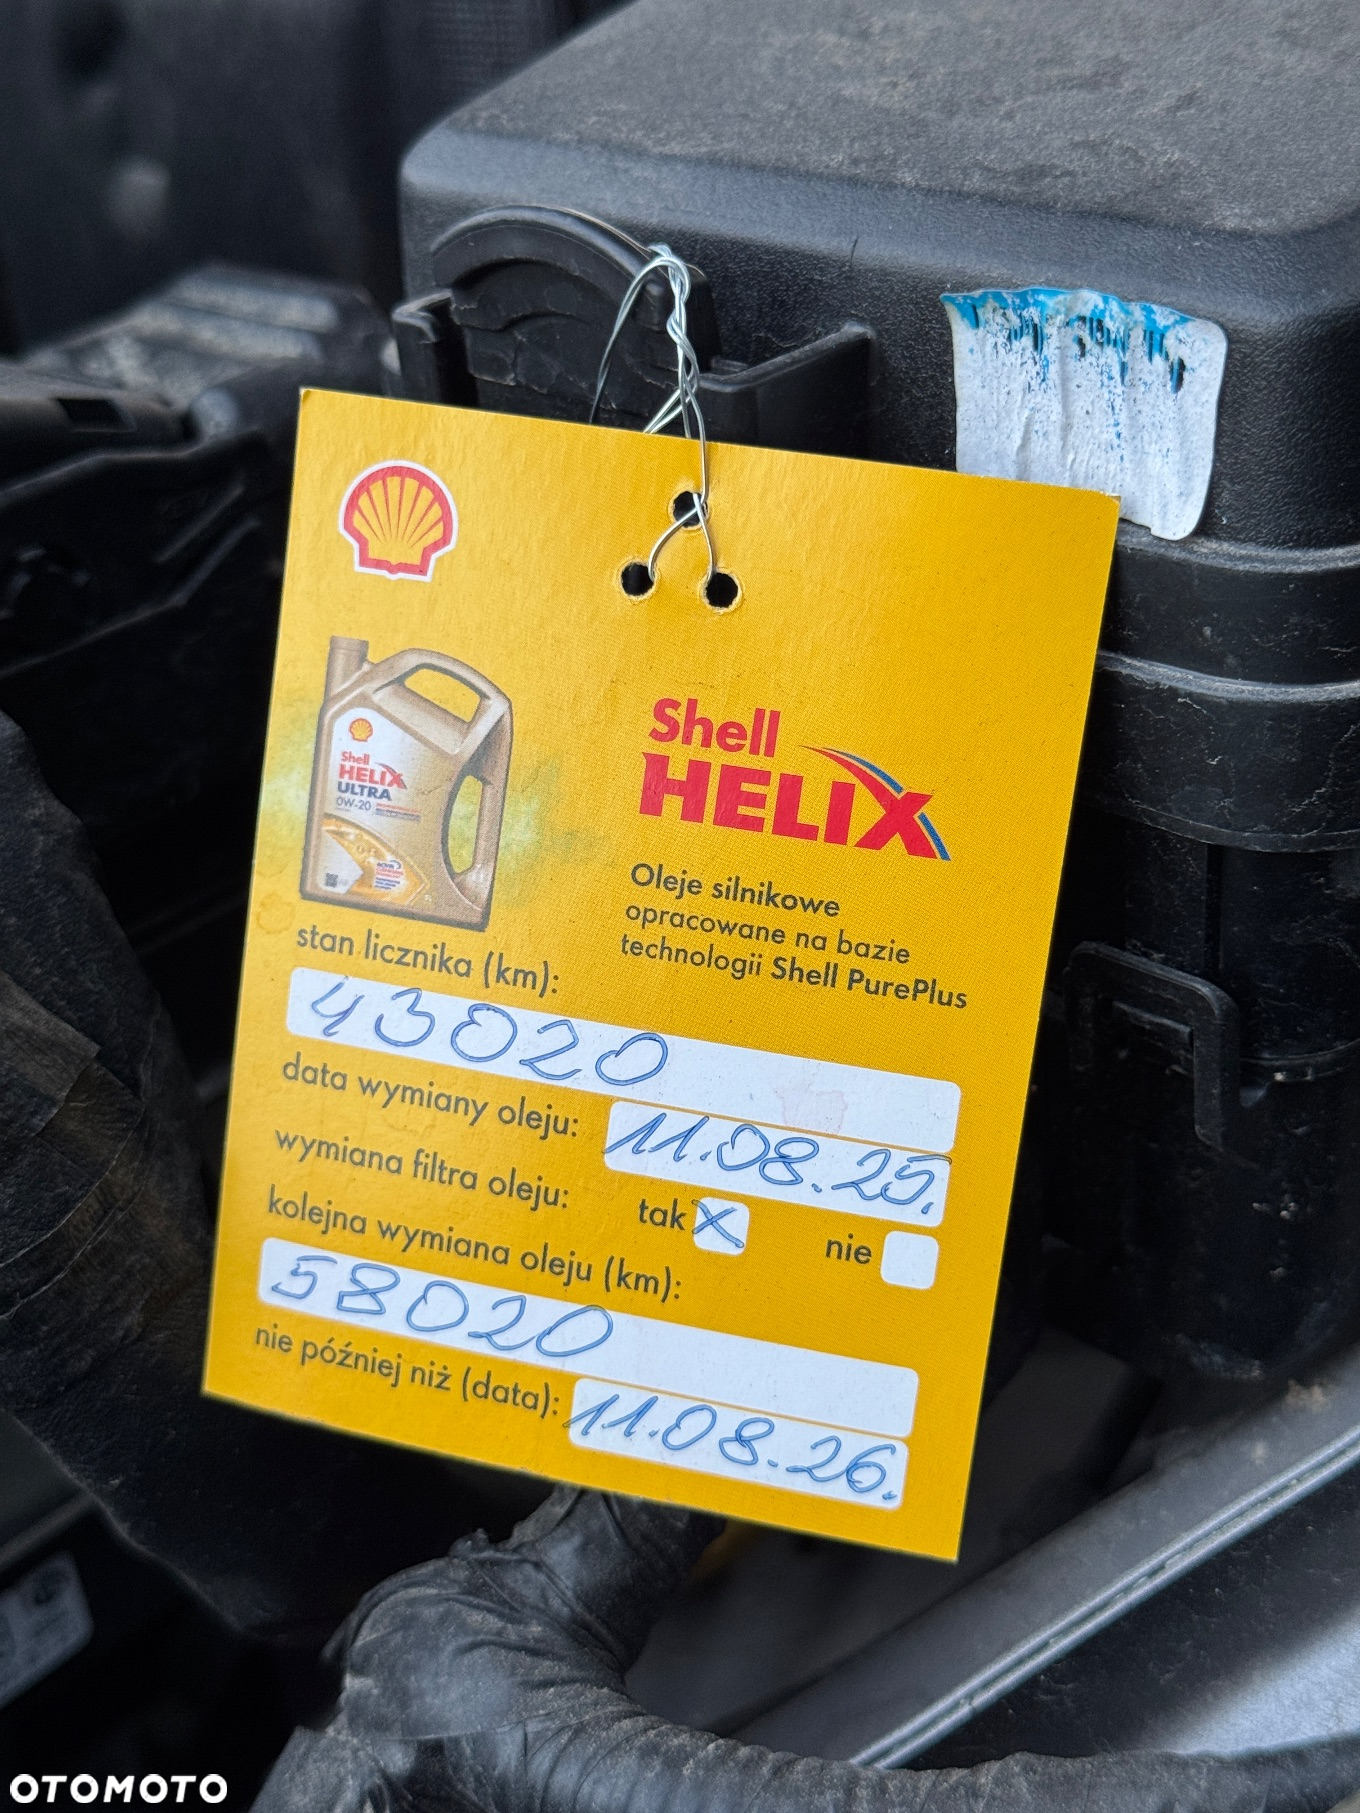 Shell
HELIX
ULTRA
0W-20
Shell
HELIX
Oleje silnikowe
opracowane na bazie
technologii Shell PurePlus
stan licznika (km):
43020
data wymiany oleju: 11.08.25.
wymiana filtra oleju: tak X nie
kolejna wymiana oleju (km):
58020
nie później niż (data): 11.08.26.
OTOMOTO